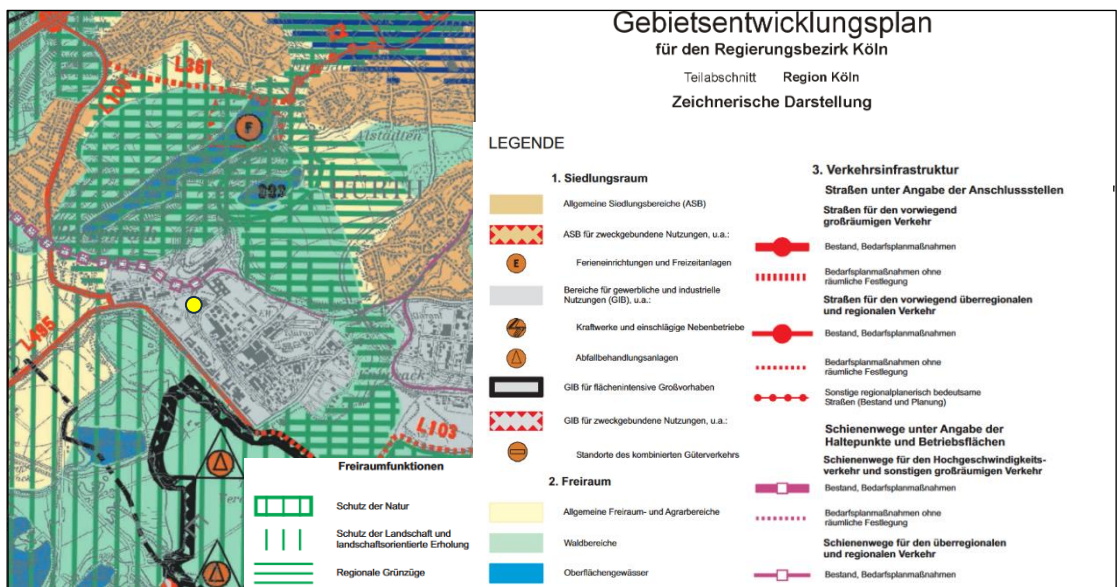 Gebietsentwicklungsplan
für den Regierungsbezirk Köln
Teilabschnitt Region Köln
Zeichnerische Darstellung
LEGENDE
1. Siedlungsraum
Allgemeine Siedlungsbereiche (ASB)
ASB für zweckgebundene Nutzungen, u.a.:
E
Ferieneinrichtungen und Freizeitanlagen
Bereiche für gewerbliche und industrielle
Nutzungen (GIB), u.a.:
Kraftwerke und einschlägige Nebenbetriebe
Abfallbehandlungsanlagen
GIB für flächenintensive Großvorhaben
GIB für zweckgebundene Nutzungen, u.a.:
Standorte des kombinierten Güterverkehrs
2. Freiraum
Allgemeine Freiraum- und Agrarbereiche
Waldbereiche
Oberflächengewässer
3. Verkehrsinfrastruktur
Straßen unter Angabe der Anschlussstellen
Straßen für den vorwiegend
großräumigen Verkehr
Bestand, Bedarfsplanmaßnahmen
Bedarfsplanmaßnahmen ohne
räumliche Festlegung
Straßen für den vorwiegend überregionalen
und regionalen Verkehr
Bestand, Bedarfsplanmaßnahmen
Bedarfsplanmaßnahmen ohne
räumliche Festlegung
Sonstige regionalplanerisch bedeutsame
Straßen (Bestand und Planung)
Schienenwege unter Angabe der
Haltepunkte und Betriebsflächen
Schienenwege für den Hochgeschwindigkeits-
verkehr und sonstigen großräumigen Verkehr
Bestand, Bedarfsplanmaßnahmen
Bedarfsplanmaßnahmen ohne
räumliche Festlegung
Schienenwege für den überregionalen
und regionalen Verkehr
Bestand, Bedarfsplanmaßnahmen
Freiraumfunktionen
Schutz der Natur
Schutz der Landschaft und
landschaftsorientierte Erholung
Regionale Grünzüge
L361
F
Alstädten
L495
L103